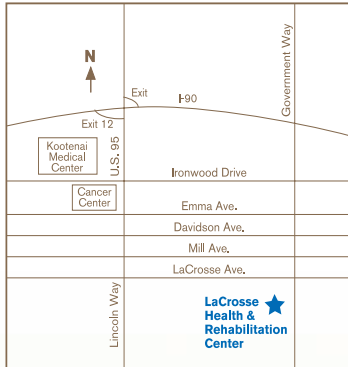 Government Way
N
Exit
I-90
Exit 12
U.S. 95
Kootenai
Medical
Center
Ironwood Drive
Cancer
Center
Emma Ave.
Davidson Ave.
Mill Ave.
LaCrosse Ave.
Lincoln Way
LaCrosse
Health &
Rehabilitation
Center